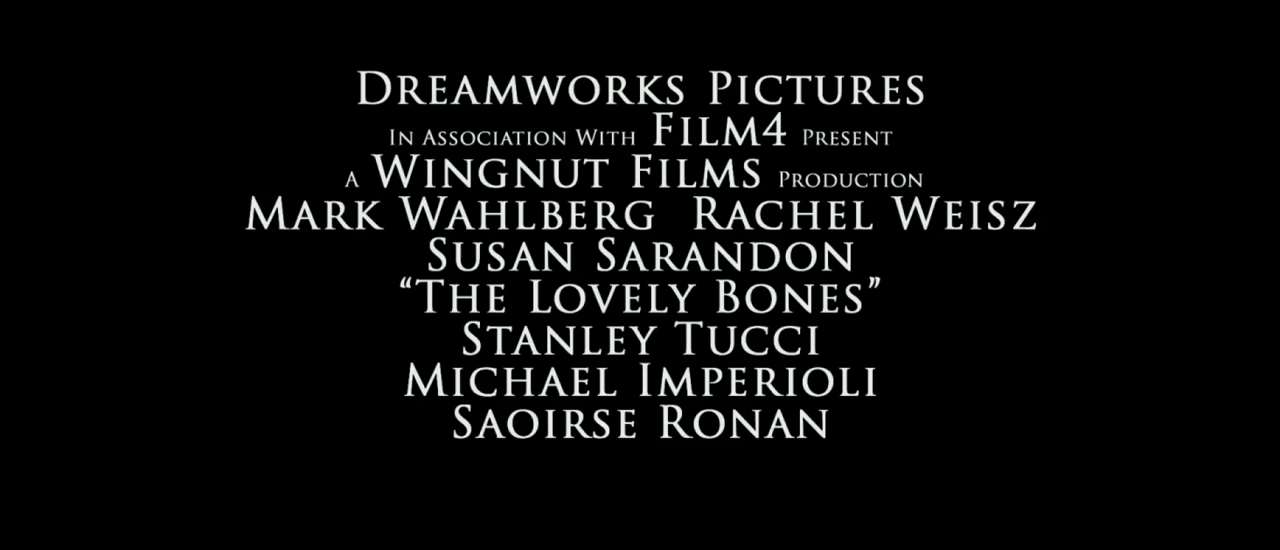 DREAMWORKS PICTURES
IN ASSOCIATION WITH FILM4 PRESENT
A WINGNUT FILMS PRODUCTION
MARK WAHLBERG RACHEL WEISZ
SUSAN SARANDON
“THE LOVELY BONES”
STANLEY TUCCI
MICHAEL IMPERIOLI
SAOIRSE RONAN